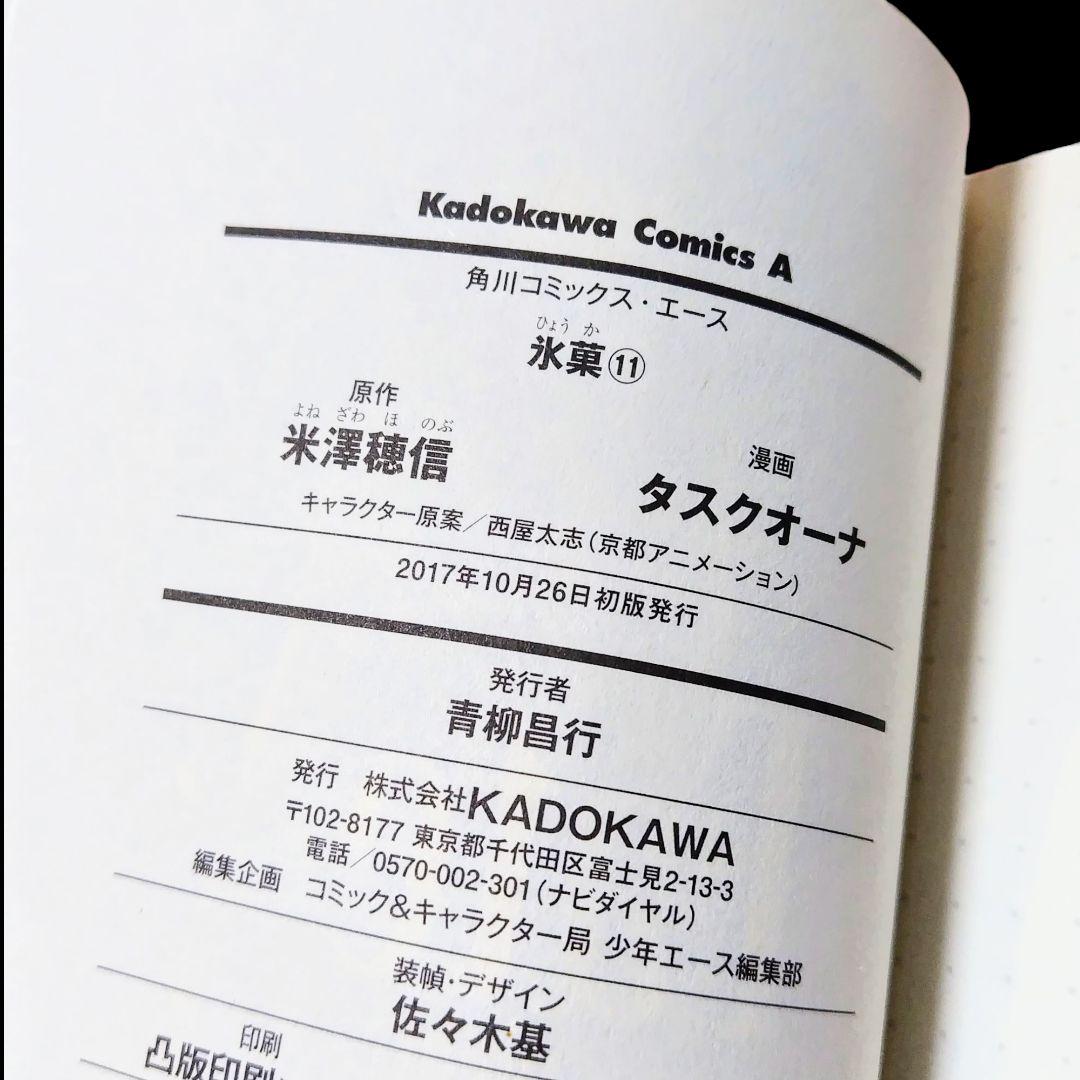 Kadokawa Comics A
角川コミックス・エース
ひょう か
氷菓⑪
原作
よね ざわ ほ のぶ
米澤穂信
漫画
タスクオーナ
キャラクター原案／西屋太志（京都アニメーション）
2017年10月26日初版発行
発行者
青柳昌行
発行 株式会社KADOKAWA
〒102-8177 東京都千代田区富士見2-13-3
電話／0570-002-301（ナビダイヤル）
編集企画 コミック&キャラクター局 少年エース編集部
装幀・デザイン
佐々木基
印刷
凸版印刷